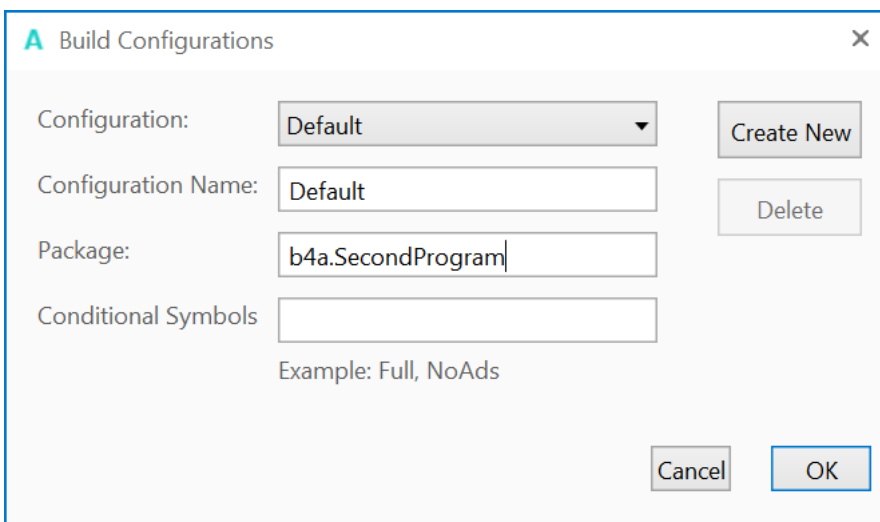 A Build Configurations
Configuration: Default Create New
Configuration Name: Default Delete
Package: b4a.SecondProgram
Conditional Symbols
Example: Full, NoAds
Cancel OK